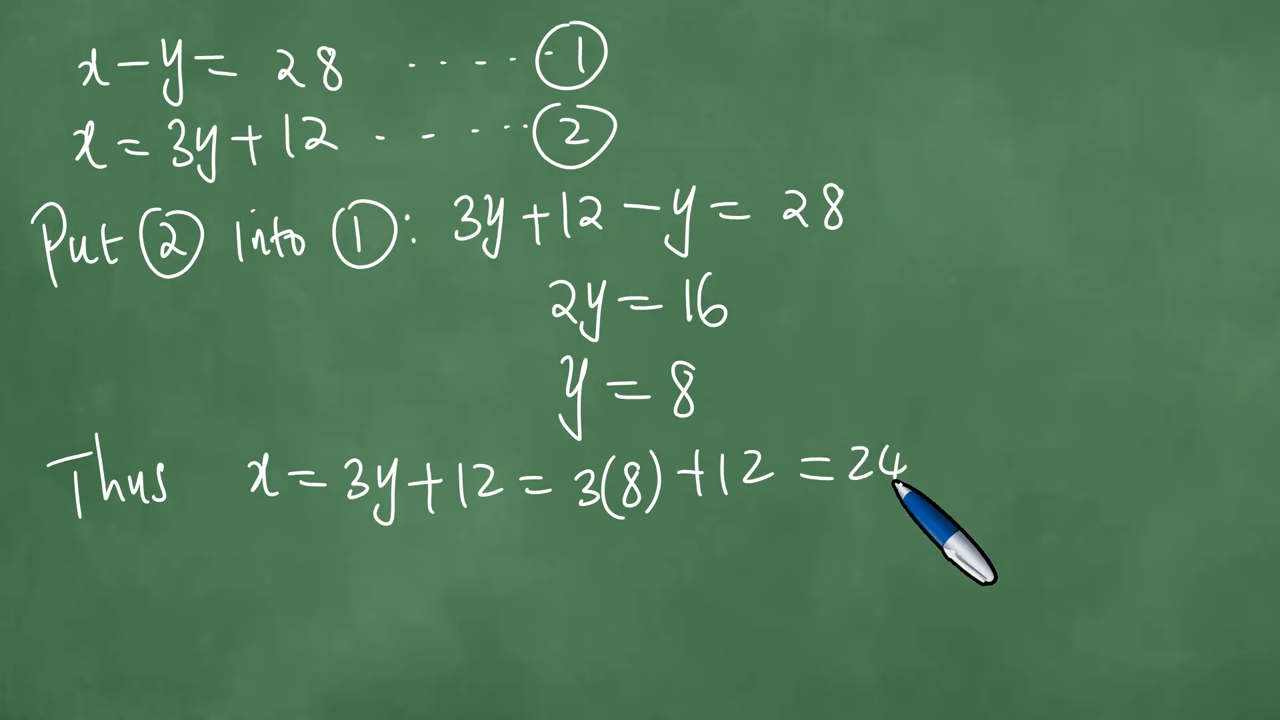 x - y = 28 ...... ①
x = 3y + 12 ...... ②
Put ② into ①: 3y + 12 - y = 28
2y = 16
y = 8
Thus x = 3y + 12 = 3(8) + 12 = 24